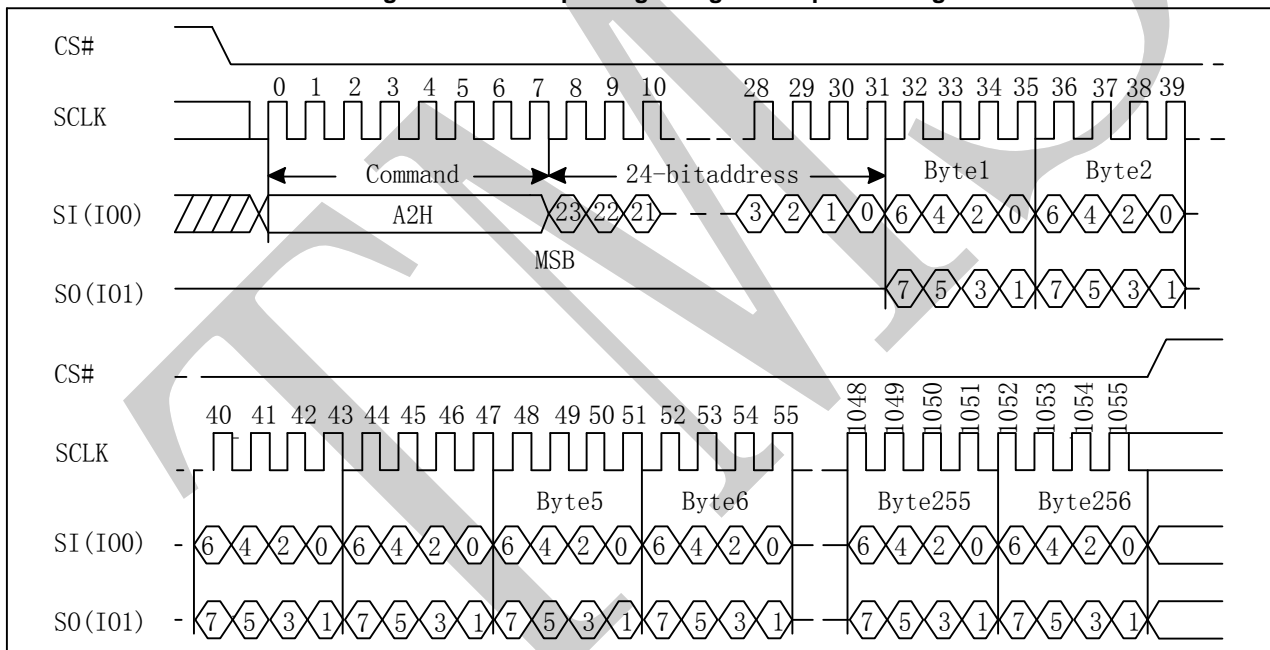 CS#
0 1 2 3 4 5 6 7 8 9 10 28 29 30 31 32 33 34 35 36 37 38 39
SCLK
Command 24-bitaddress Byte1 Byte2
SI(IO0) A2H 23 22 21 3 2 1 0 6 4 2 0 6 4 2 0
MSB
SO(IO1) 7 5 3 1 7 5 3 1
CS#
40 41 42 43 44 45 46 47 48 49 50 51 52 53 54 55 1048 1049 1050 1051 1052 1053 1054 1055
SCLK
Byte5 Byte6 Byte255 Byte256
SI(IO0) 6 4 2 0 6 4 2 0 6 4 2 0 6 4 2 0 6 4 2 0 6 4 2 0
SO(IO1) 7 5 3 1 7 5 3 1 7 5 3 1 7 5 3 1 7 5 3 1 7 5 3 1